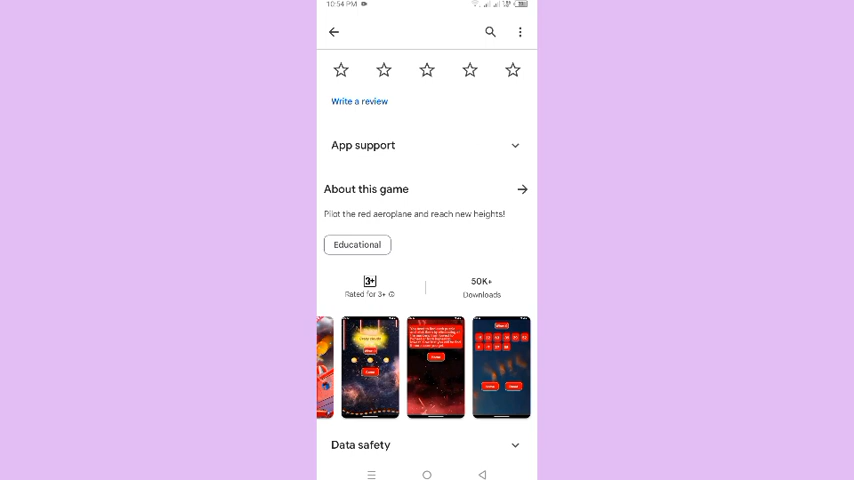 10:54 PM
Write a review
App support
About this game
Pilot the red aeroplane and reach new heights!
Educational
3+
50K+
Rated for 3+
Downloads
Data safety